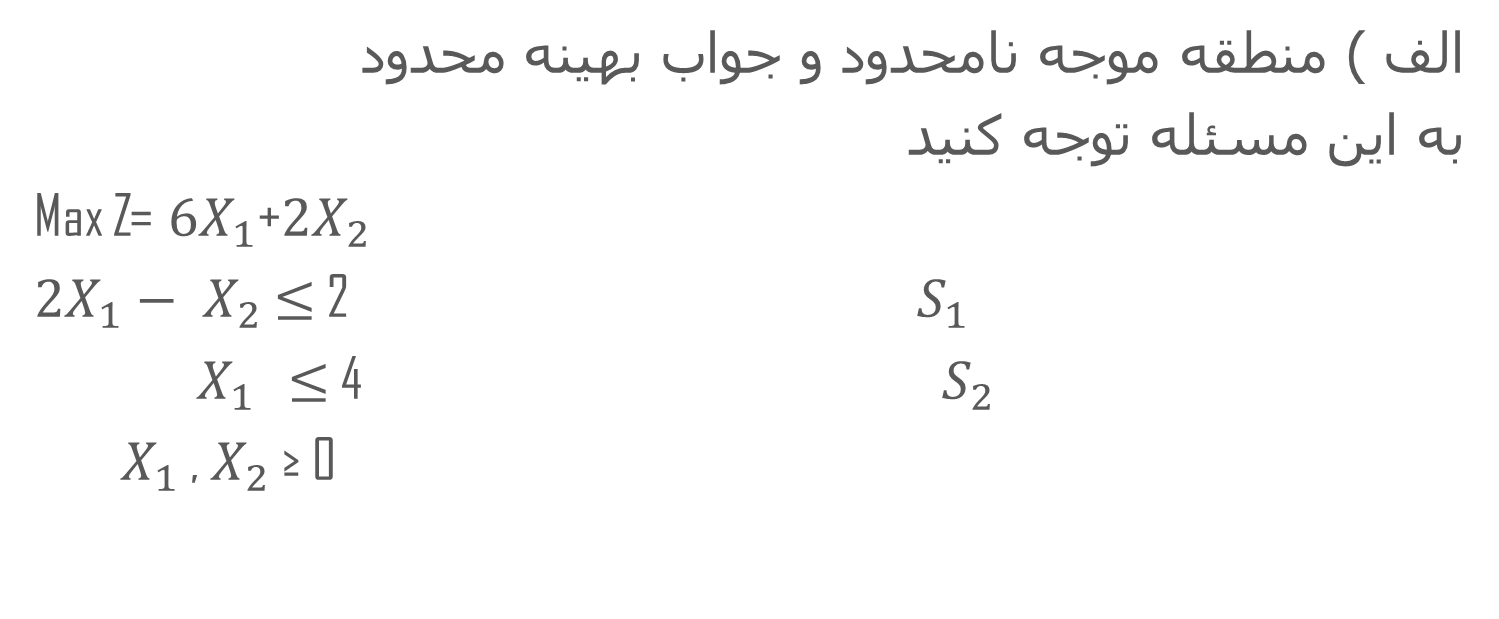 الف ) منطقه موجه نامحدود و جواب بهینه محدود
به این مسئله توجه کنید
Max Z= 6X₁+2X₂
2X₁ − X₂ ≤ 2 S₁
X₁ ≤ 4 S₂
X₁ , X₂ ≥ 0